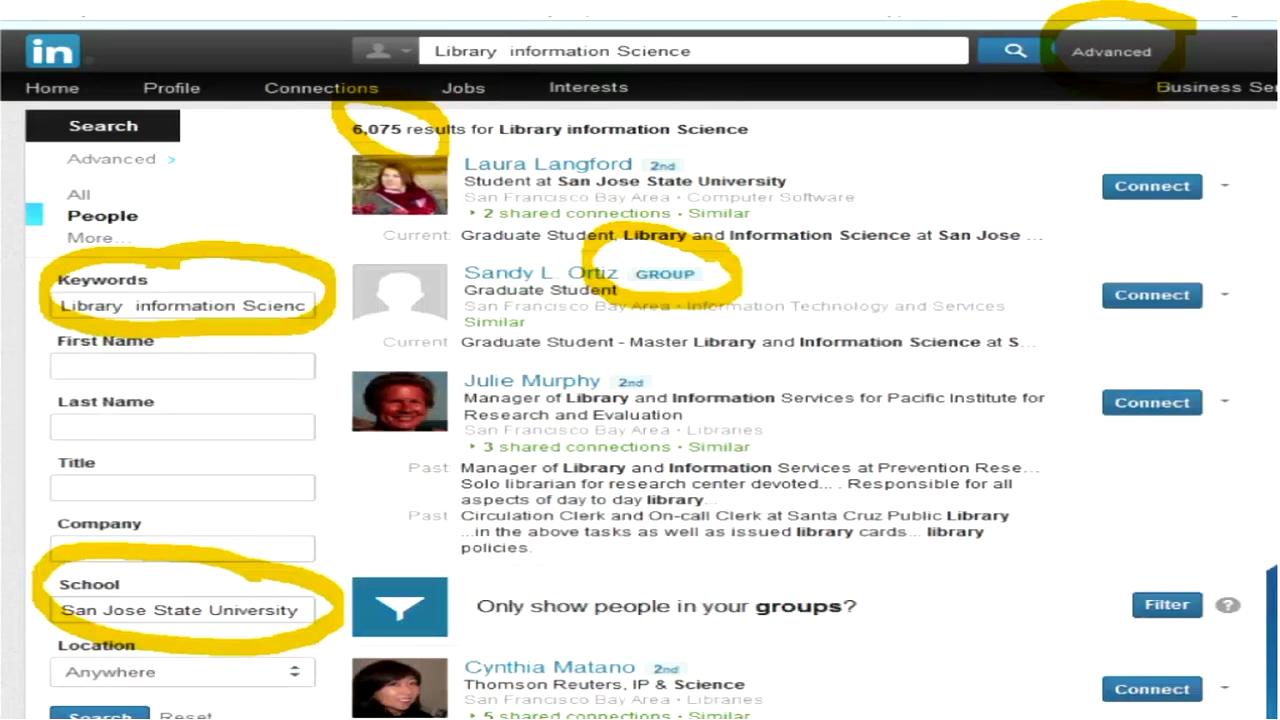 in
Library information Science
Advanced
Home Profile Connections Jobs Interests Business Se
Search
Advanced >
All
People
More...
Keywords
Library information Scienc
First Name
Last Name
Title
Company
School
San Jose State University
Location
Anywhere
Search Reset
6,075 results for Library information Science
Laura Langford 2nd
Student at San Jose State University
San Francisco Bay Area · Computer Software
2 shared connections · Similar
Current: Graduate Student, Library and Information Science at San Jose ...
Connect
Sandy L. Ortiz GROUP
Graduate Student
San Francisco Bay Area · Information Technology and Services
Similar
Current Graduate Student - Master Library and Information Science at S...
Connect
Julie Murphy 2nd
Manager of Library and Information Services for Pacific Institute for
Research and Evaluation
San Francisco Bay Area · Libraries
3 shared connections · Similar
Past: Manager of Library and Information Services at Prevention Rese...
Solo librarian for research center devoted... . Responsible for all
aspects of day to day library...
Past Circulation Clerk and On-call Clerk at Santa Cruz Public Library
...in the above tasks as well as issued library cards... library
policies.
Connect
Only show people in your groups?
Filter ?
Cynthia Matano 2nd
Thomson Reuters, IP & Science
San Francisco Bay Area · Libraries
5 shared connections · Similar
Connect